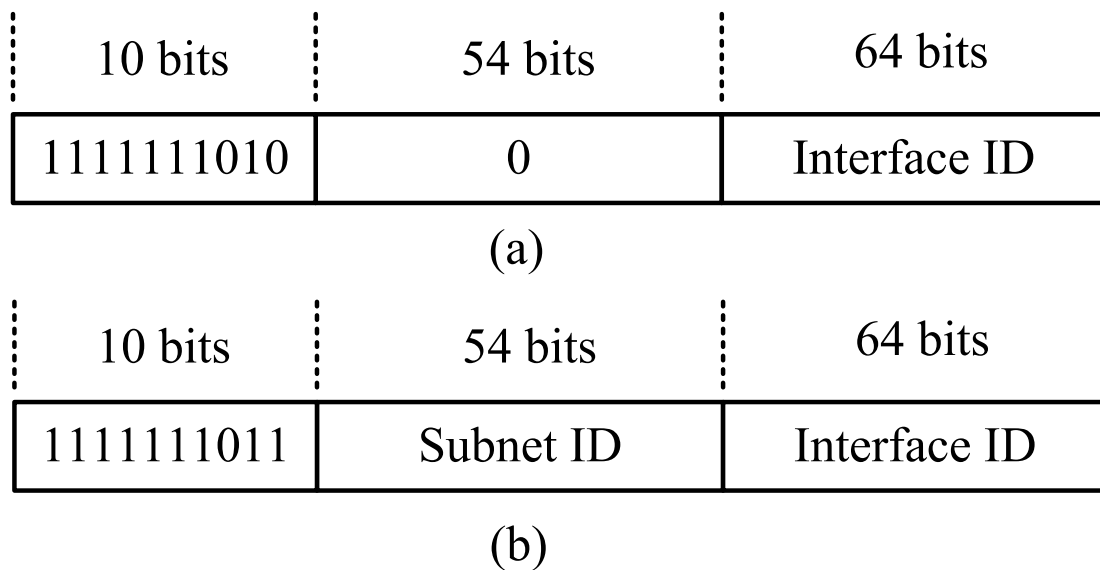 10 bits 54 bits 64 bits
1111111010 0 Interface ID
(a)
10 bits 54 bits 64 bits
1111111011 Subnet ID Interface ID
(b)